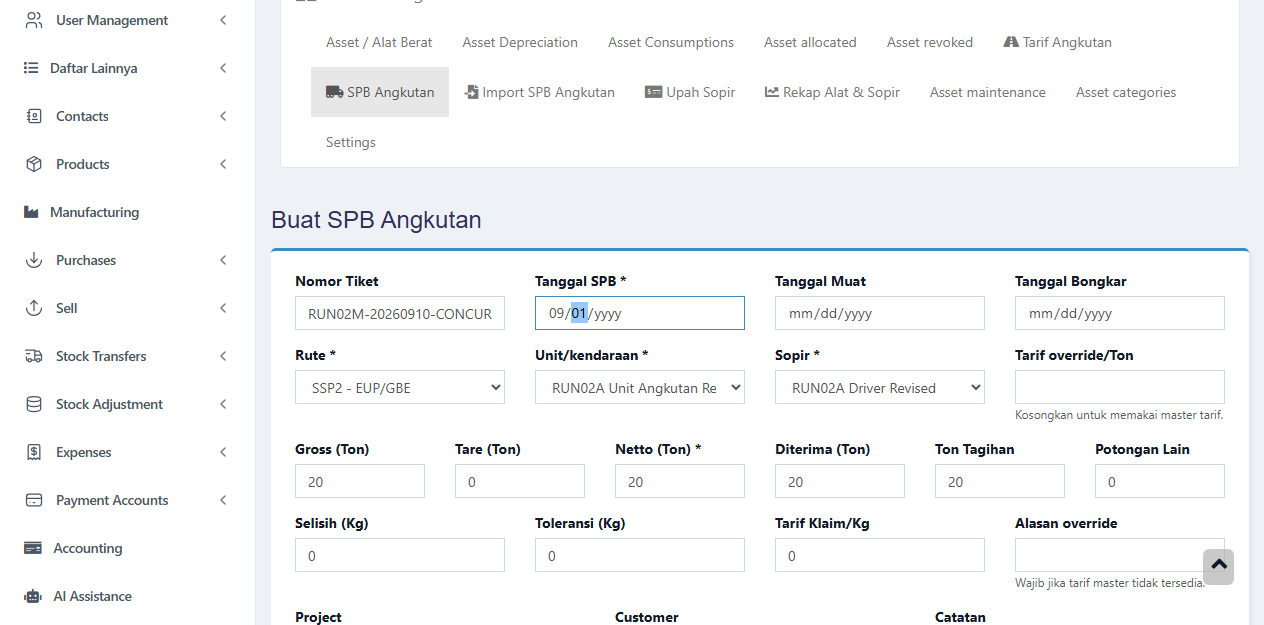 User Management
Daftar Lainnya
Contacts
Products
Manufacturing
Purchases
Sell
Stock Transfers
Stock Adjustment
Expenses
Payment Accounts
Accounting
AI Assistance
Asset / Alat Berat Asset Depreciation Asset Consumptions Asset allocated Asset revoked Tarif Angkutan
SPB Angkutan Import SPB Angkutan Upah Sopir Rekap Alat & Sopir Asset maintenance Asset categories
Settings
Buat SPB Angkutan
Nomor Tiket Tanggal SPB * Tanggal Muat Tanggal Bongkar
RUN02M-20260910-CONCUR 09/01/yyyy mm/dd/yyyy mm/dd/yyyy
Rute * Unit/kendaraan * Sopir * Tarif override/Ton
SSP2 - EUP/GBE RUN02A Unit Angkutan Re RUN02A Driver Revised
Kosongkan untuk memakai master tarif.
Gross (Ton) Tare (Ton) Netto (Ton) * Diterima (Ton) Ton Tagihan Potongan Lain
20 0 20 20 20 0
Selisih (Kg) Toleransi (Kg) Tarif Klaim/Kg Alasan override
0 0 0
Wajib jika tarif master tidak tersedia.
Project Customer Catatan